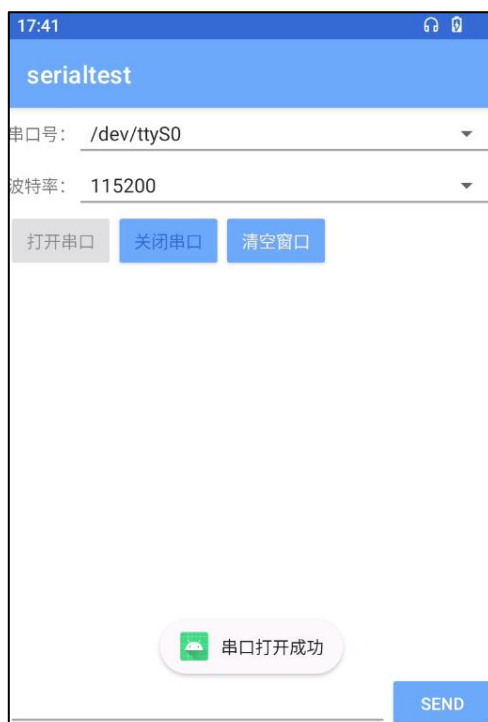 17:41
serialtest
串口号： /dev/ttyS0
波特率： 115200
打开串口 关闭串口 清空窗口
串口打开成功
SEND